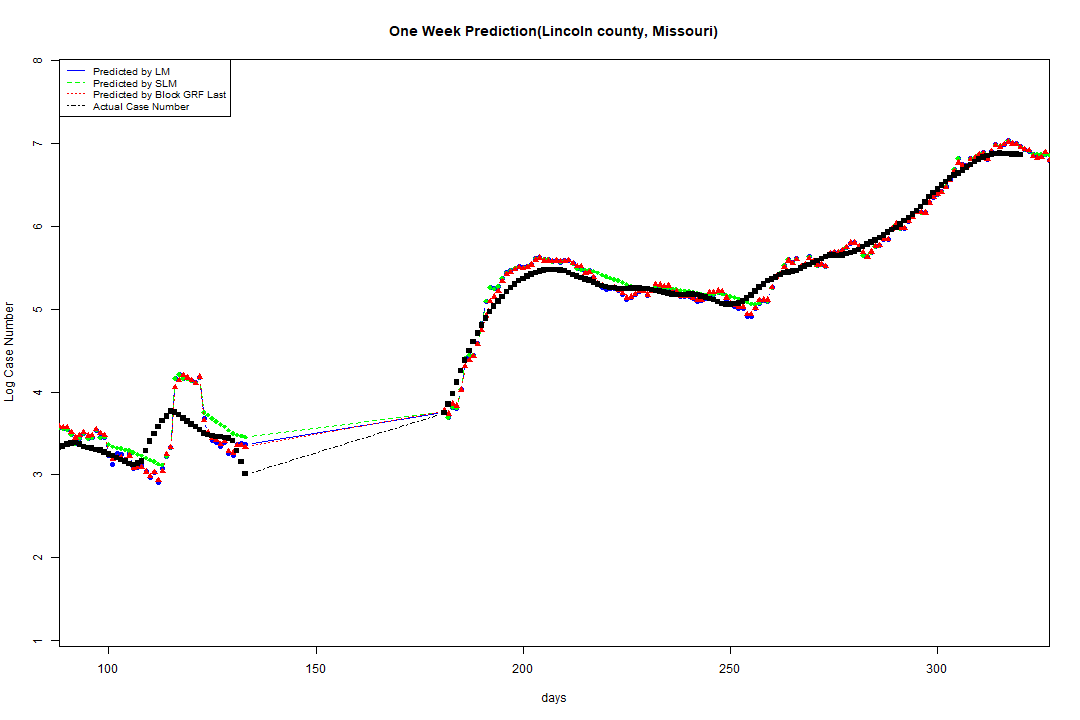 One Week Prediction(Lincoln county, Missouri)
Predicted by LM
Predicted by SLM
Predicted by Block GRF Last
Actual Case Number
Log Case Number
8
7
6
5
4
3
2
1
100 150 200 250 300
days